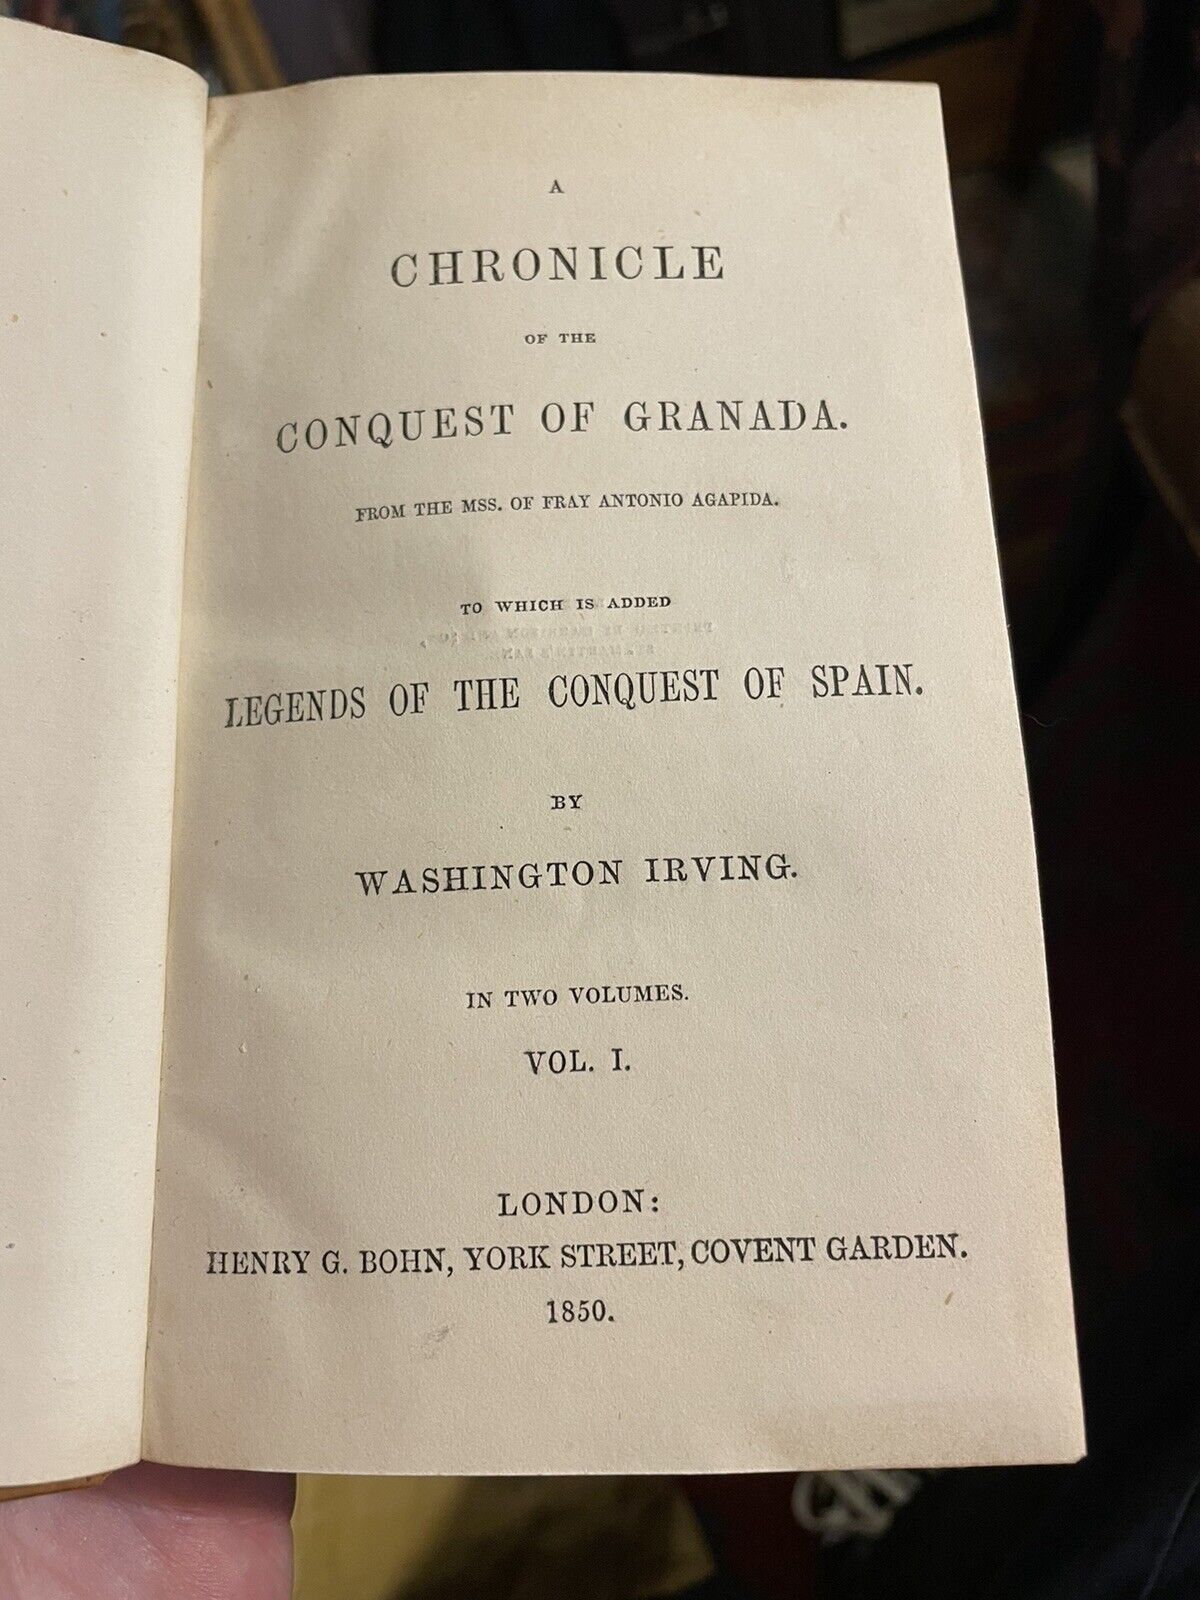 A
CHRONICLE
OF THE
CONQUEST OF GRANADA.
FROM THE MSS. OF FRAY ANTONIO AGAPIDA.
TO WHICH IS ADDED
LEGENDS OF THE CONQUEST OF SPAIN.
BY
WASHINGTON IRVING.
IN TWO VOLUMES.
VOL. I.
LONDON:
HENRY G. BOHN, YORK STREET, COVENT GARDEN.
1850.